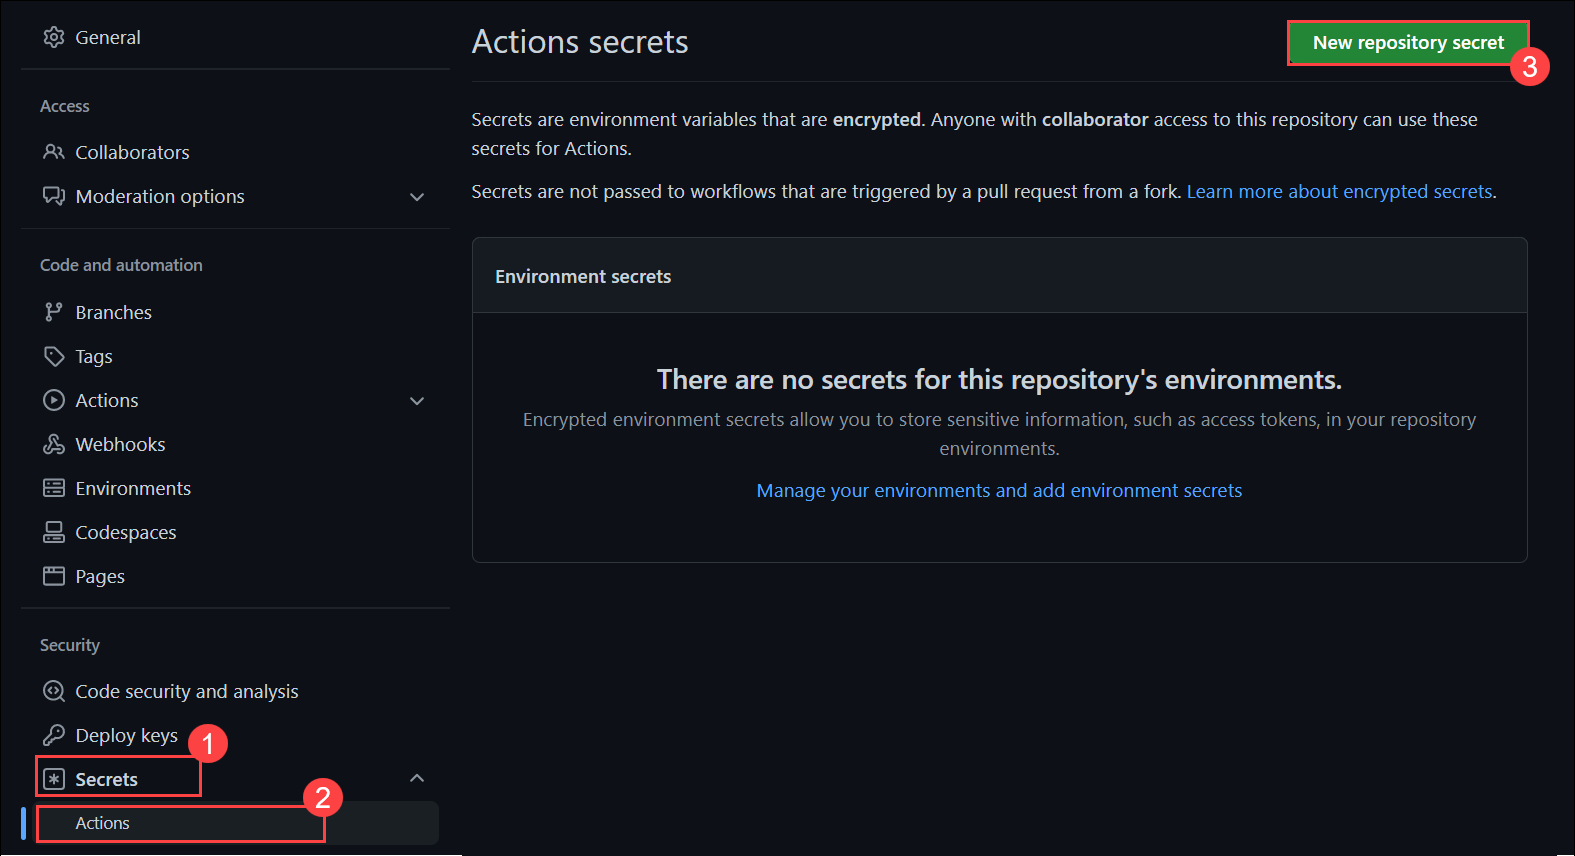 General
Access
Collaborators
Moderation options
Code and automation
Branches
Tags
Actions
Webhooks
Environments
Codespaces
Pages
Security
Code security and analysis
Deploy keys
1
Secrets
2
Actions
Actions secrets
New repository secret
3
Secrets are environment variables that are encrypted. Anyone with collaborator access to this repository can use these
secrets for Actions.
Secrets are not passed to workflows that are triggered by a pull request from a fork. Learn more about encrypted secrets.
Environment secrets
There are no secrets for this repository's environments.
Encrypted environment secrets allow you to store sensitive information, such as access tokens, in your repository
environments.
Manage your environments and add environment secrets